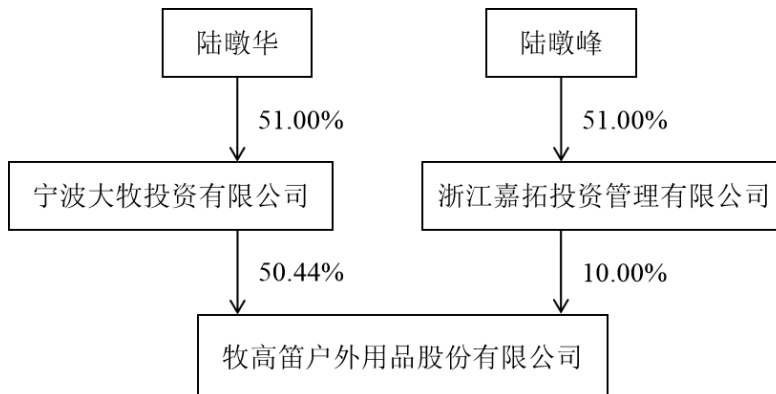 陆暾华
陆暾峰
51.00%
51.00%
宁波大牧投资有限公司
浙江嘉拓投资管理有限公司
50.44%
10.00%
牧高笛户外用品股份有限公司